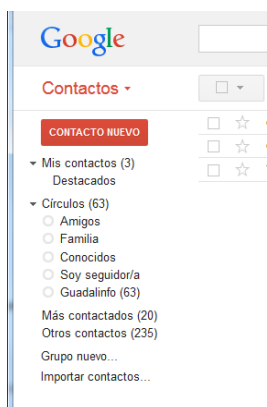 Google
Contactos
CONTACTO NUEVO
Mis contactos (3)
Destacados
Círculos (63)
Amigos
Familia
Conocidos
Soy seguidor/a
Guadalinfo (63)
Más contactados (20)
Otros contactos (235)
Grupo nuevo...
Importar contactos...